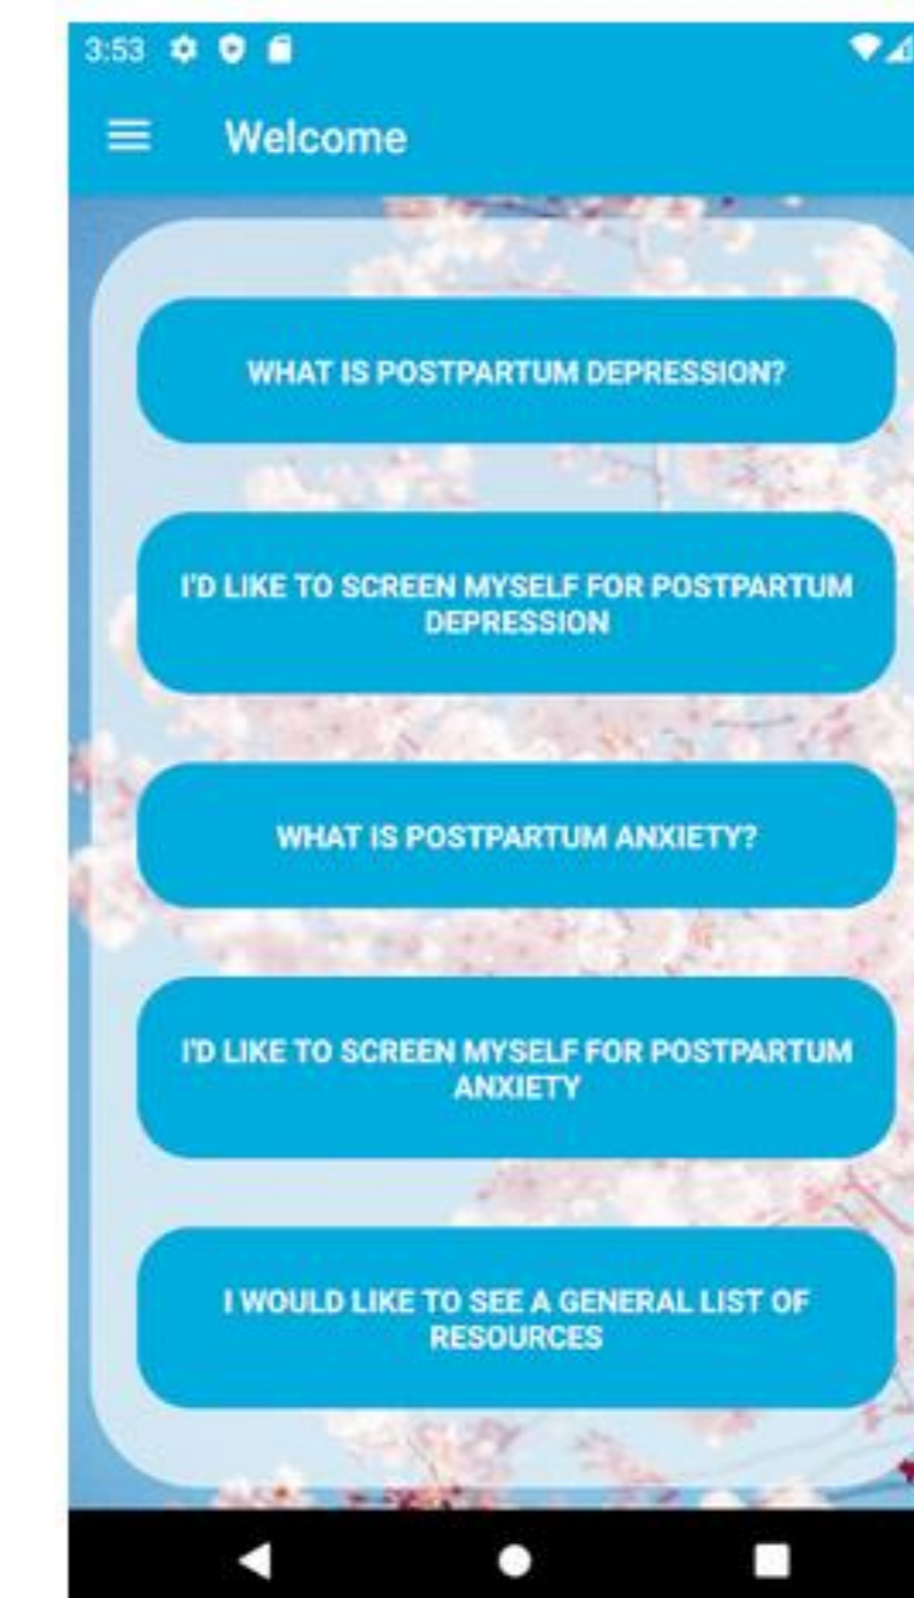 3:53
Welcome
WHAT IS POSTPARTUM DEPRESSION?
I'D LIKE TO SCREEN MYSELF FOR POSTPARTUM
DEPRESSION
WHAT IS POSTPARTUM ANXIETY?
I'D LIKE TO SCREEN MYSELF FOR POSTPARTUM
ANXIETY
I WOULD LIKE TO SEE A GENERAL LIST OF
RESOURCES